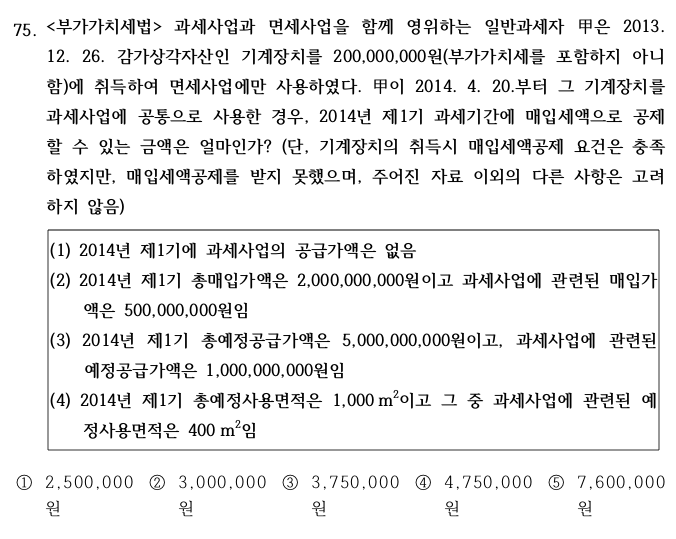 75. <부가가치세법> 과세사업과 면세사업을 함께 영위하는 일반과세자 甲은 2013.
12. 26. 감가상각자산인 기계장치를 200,000,000원(부가가치세를 포함하지 아니
함)에 취득하여 면세사업에만 사용하였다. 甲이 2014. 4. 20.부터 그 기계장치를
과세사업에 공통으로 사용한 경우, 2014년 제1기 과세기간에 매입세액으로 공제
할 수 있는 금액은 얼마인가? (단, 기계장치의 취득시 매입세액공제 요건은 충족
하였지만, 매입세액공제를 받지 못했으며, 주어진 자료 이외의 다른 사항은 고려
하지 않음)
(1) 2014년 제1기에 과세사업의 공급가액은 없음
(2) 2014년 제1기 총매입가액은 2,000,000,000원이고 과세사업에 관련된 매입가
액은 500,000,000원임
(3) 2014년 제1기 총예정공급가액은 5,000,000,000원이고, 과세사업에 관련된
예정공급가액은 1,000,000,000원임
(4) 2014년 제1기 총예정사용면적은 1,000 m²이고 그 중 과세사업에 관련된 예
정사용면적은 400 m²임
① 2,500,000원 ② 3,000,000원 ③ 3,750,000원 ④ 4,750,000원 ⑤ 7,600,000원